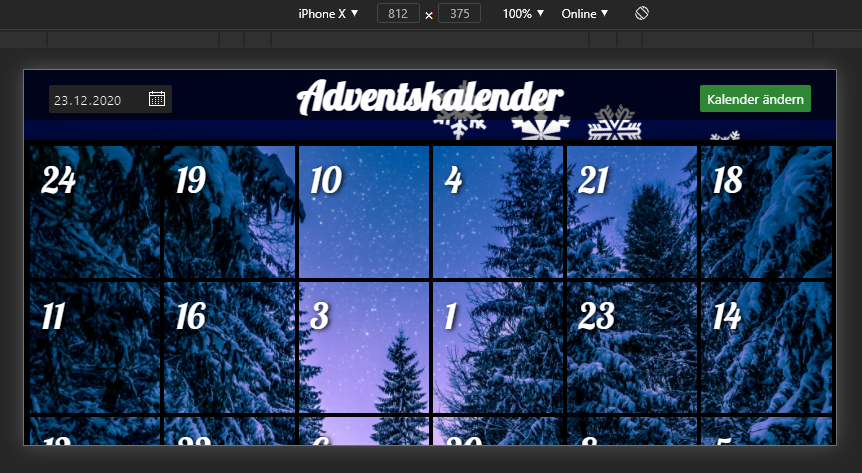 iPhone X ▼ 812 × 375 100% ▼ Online ▼
23.12.2020 Adventskalender Kalender ändern
24 19 10 4 21 18
11 16 3 1 23 14